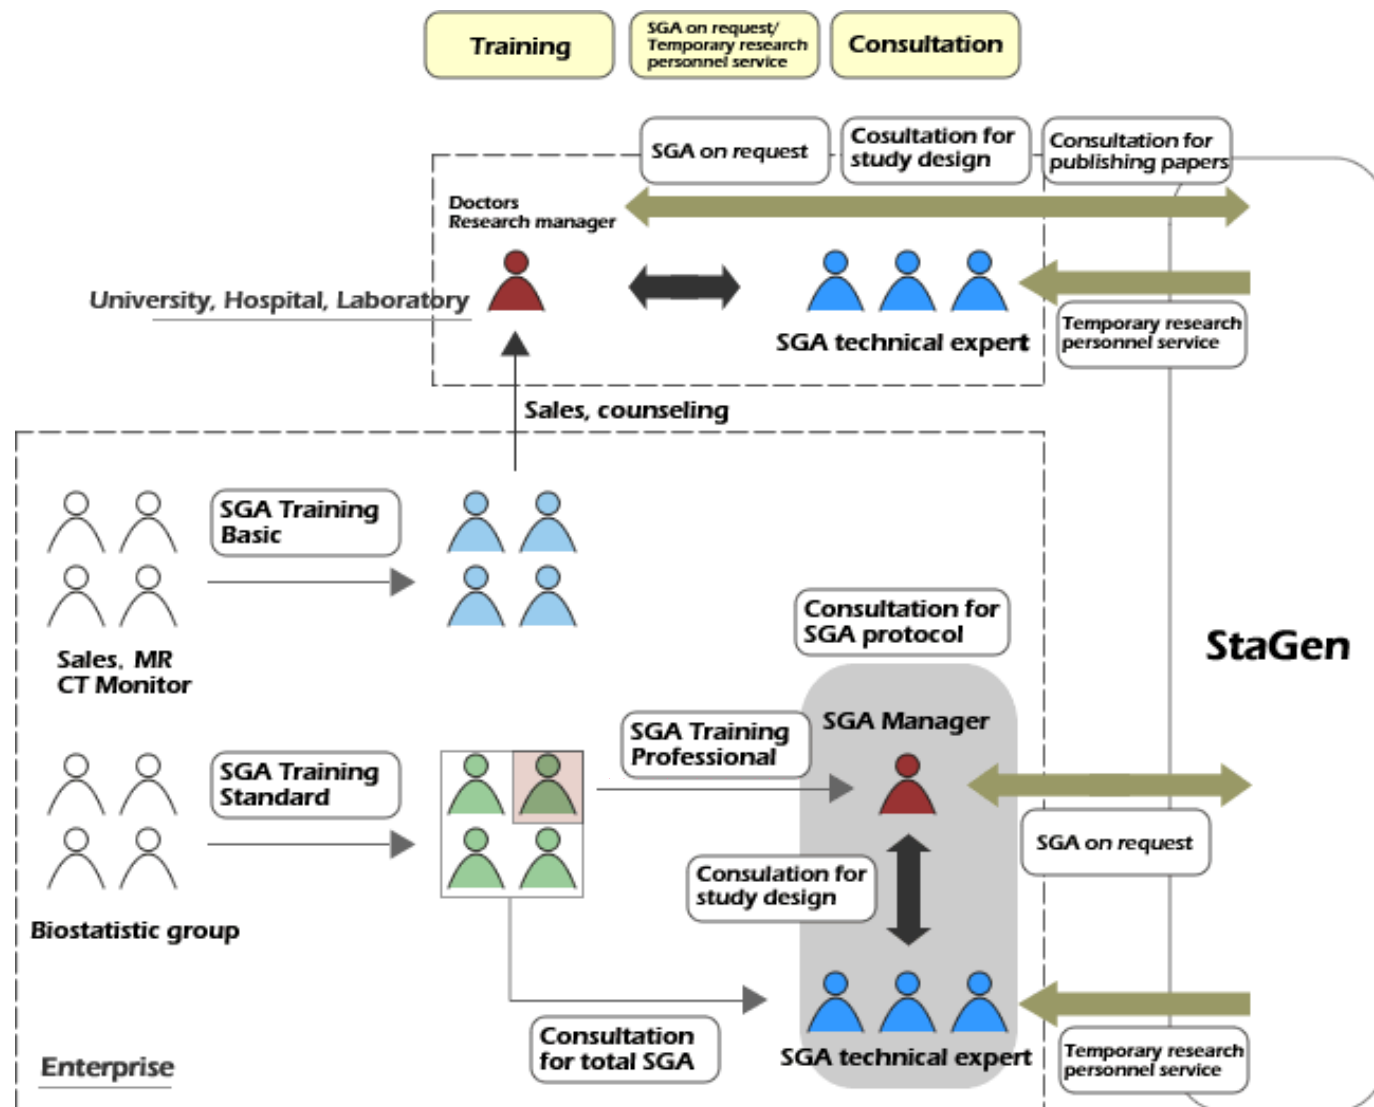 Training
SGA on request/
Temporary research
personnel service
Consultation
SGA on request
Cosultation for
study design
Consultation for
publishing papers
Doctors
Research manager
University, Hospital, Laboratory
SGA technical expert
Temporary research
personnel service
Sales, counseling
SGA Training
Basic
Sales, MR
CT Monitor
Consultation for
SGA protocol
StaGen
SGA Manager
SGA Training
Professional
SGA Training
Standard
SGA on request
Consulation for
study design
Biostatistic group
Consultation
for total SGA
SGA technical expert
Temporary research
personnel service
Enterprise